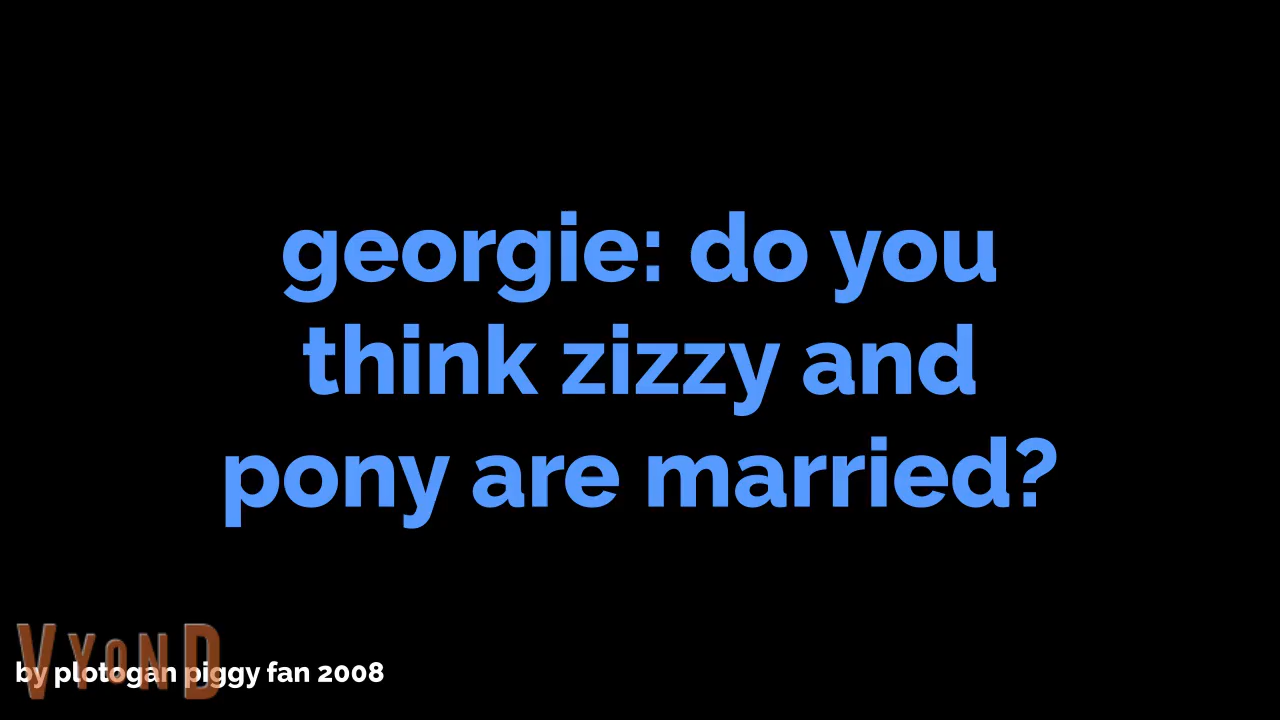 georgie: do you
think zizzy and
pony are married?
VYOND
by plotogan piggy fan 2008